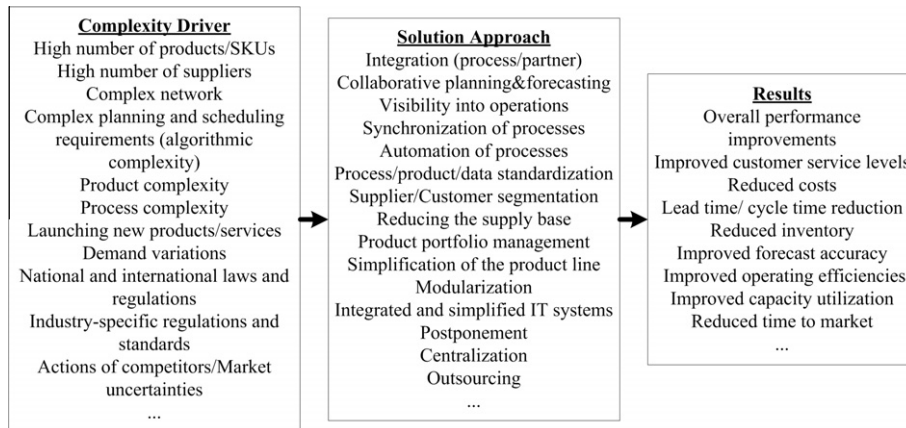 Complexity Driver
High number of products/SKUs
High number of suppliers
Complex network
Complex planning and scheduling
requirements (algorithmic
complexity)
Product complexity
Process complexity
Launching new products/services
Demand variations
National and international laws and
regulations
Industry-specific regulations and
standards
Actions of competitors/Market
uncertainties
...
Solution Approach
Integration (process/partner)
Collaborative planning&forecasting
Visibility into operations
Synchronization of processes
Automation of processes
Process/product/data standardization
Supplier/Customer segmentation
Reducing the supply base
Product portfolio management
Simplification of the product line
Modularization
Integrated and simplified IT systems
Postponement
Centralization
Outsourcing
...
Results
Overall performance
improvements
Improved customer service levels
Reduced costs
Lead time/ cycle time reduction
Reduced inventory
Improved forecast accuracy
Improved operating efficiencies
Improved capacity utilization
Reduced time to market
...